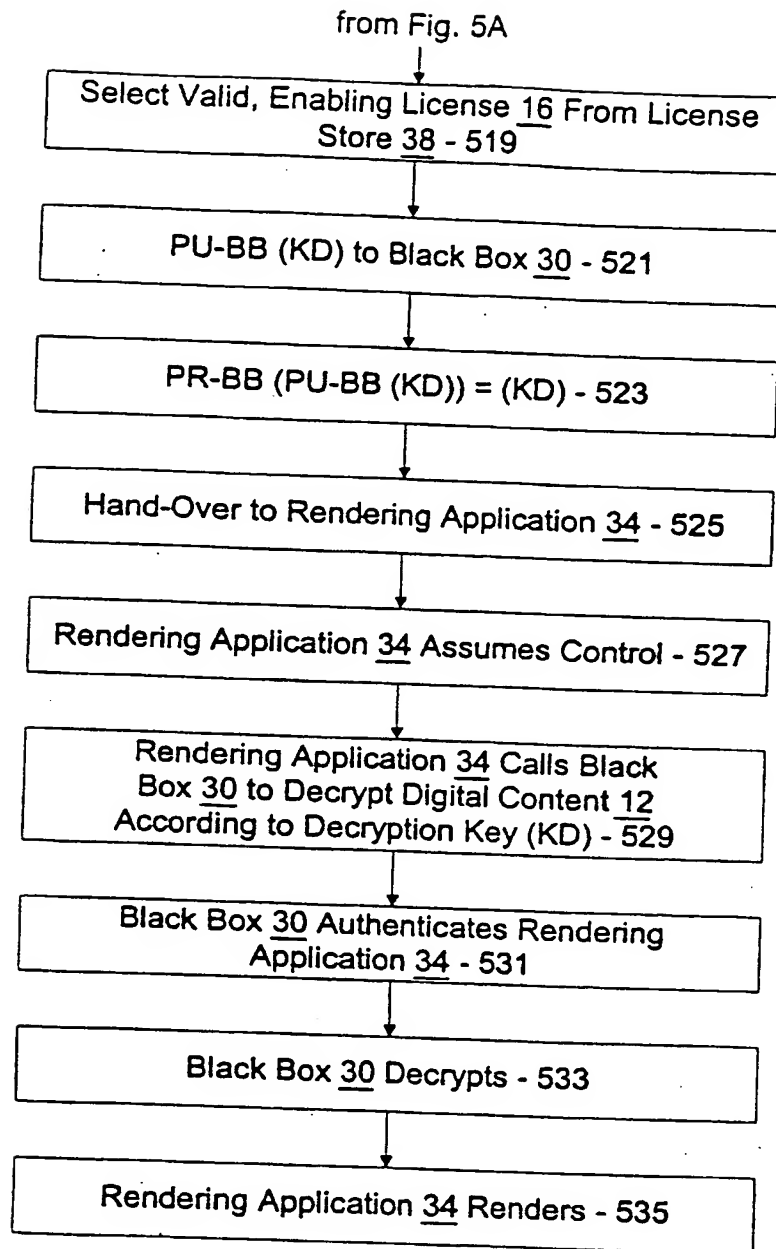 from Fig. 5A
Select Valid, Enabling License 16 From License
Store 38 - 519
PU-BB (KD) to Black Box 30 - 521
PR-BB (PU-BB (KD)) = (KD) - 523
Hand-Over to Rendering Application 34 - 525
Rendering Application 34 Assumes Control - 527
Rendering Application 34 Calls Black
Box 30 to Decrypt Digital Content 12
According to Decryption Key (KD) - 529
Black Box 30 Authenticates Rendering
Application 34 - 531
Black Box 30 Decrypts - 533
Rendering Application 34 Renders - 535